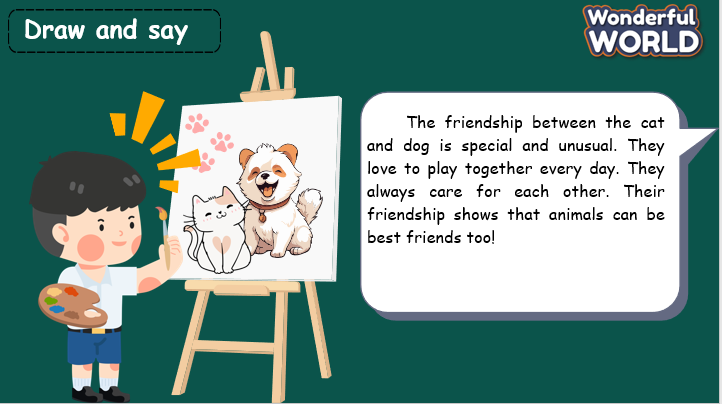 Draw and say
Wonderful
WORLD
The friendship between the cat
and dog is special and unusual. They
love to play together every day. They
always care for each other. Their
friendship shows that animals can be
best friends too!